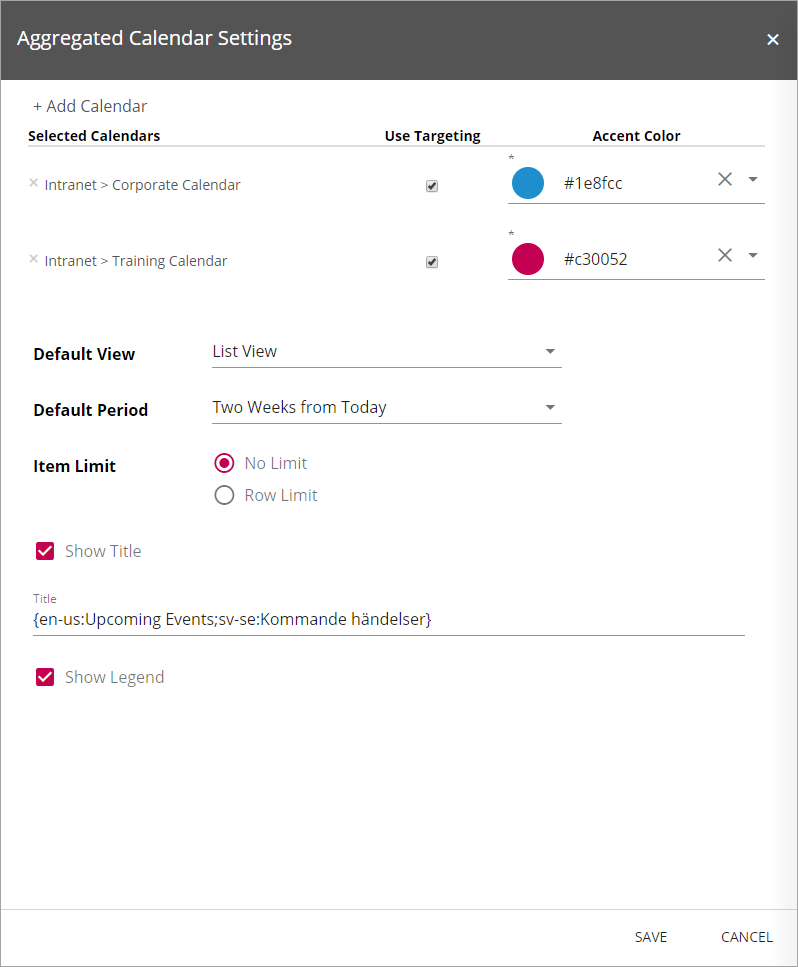 Aggregated Calendar Settings ×
+ Add Calendar
Selected Calendars Use Targeting Accent Color
*
× Intranet > Corporate Calendar #1e8fcc
*
× Intranet > Training Calendar #c30052
Default View List View
Default Period Two Weeks from Today
Item Limit No Limit
Row Limit
Show Title
Title
{en-us:Upcoming Events;sv-se:Kommande händelser}
Show Legend
SAVE CANCEL